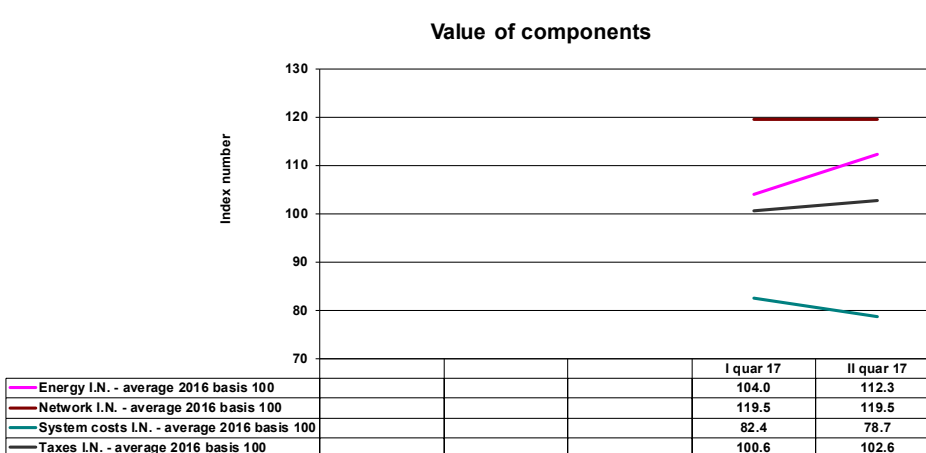 Value of components
130
120
110
100
90
80
70
Index number
I quar 17 II quar 17
Energy I.N. - average 2016 basis 100 104.0 112.3
Network I.N. - average 2016 basis 100 119.5 119.5
System costs I.N. - average 2016 basis 100 82.4 78.7
Taxes I.N. - average 2016 basis 100 100.6 102.6